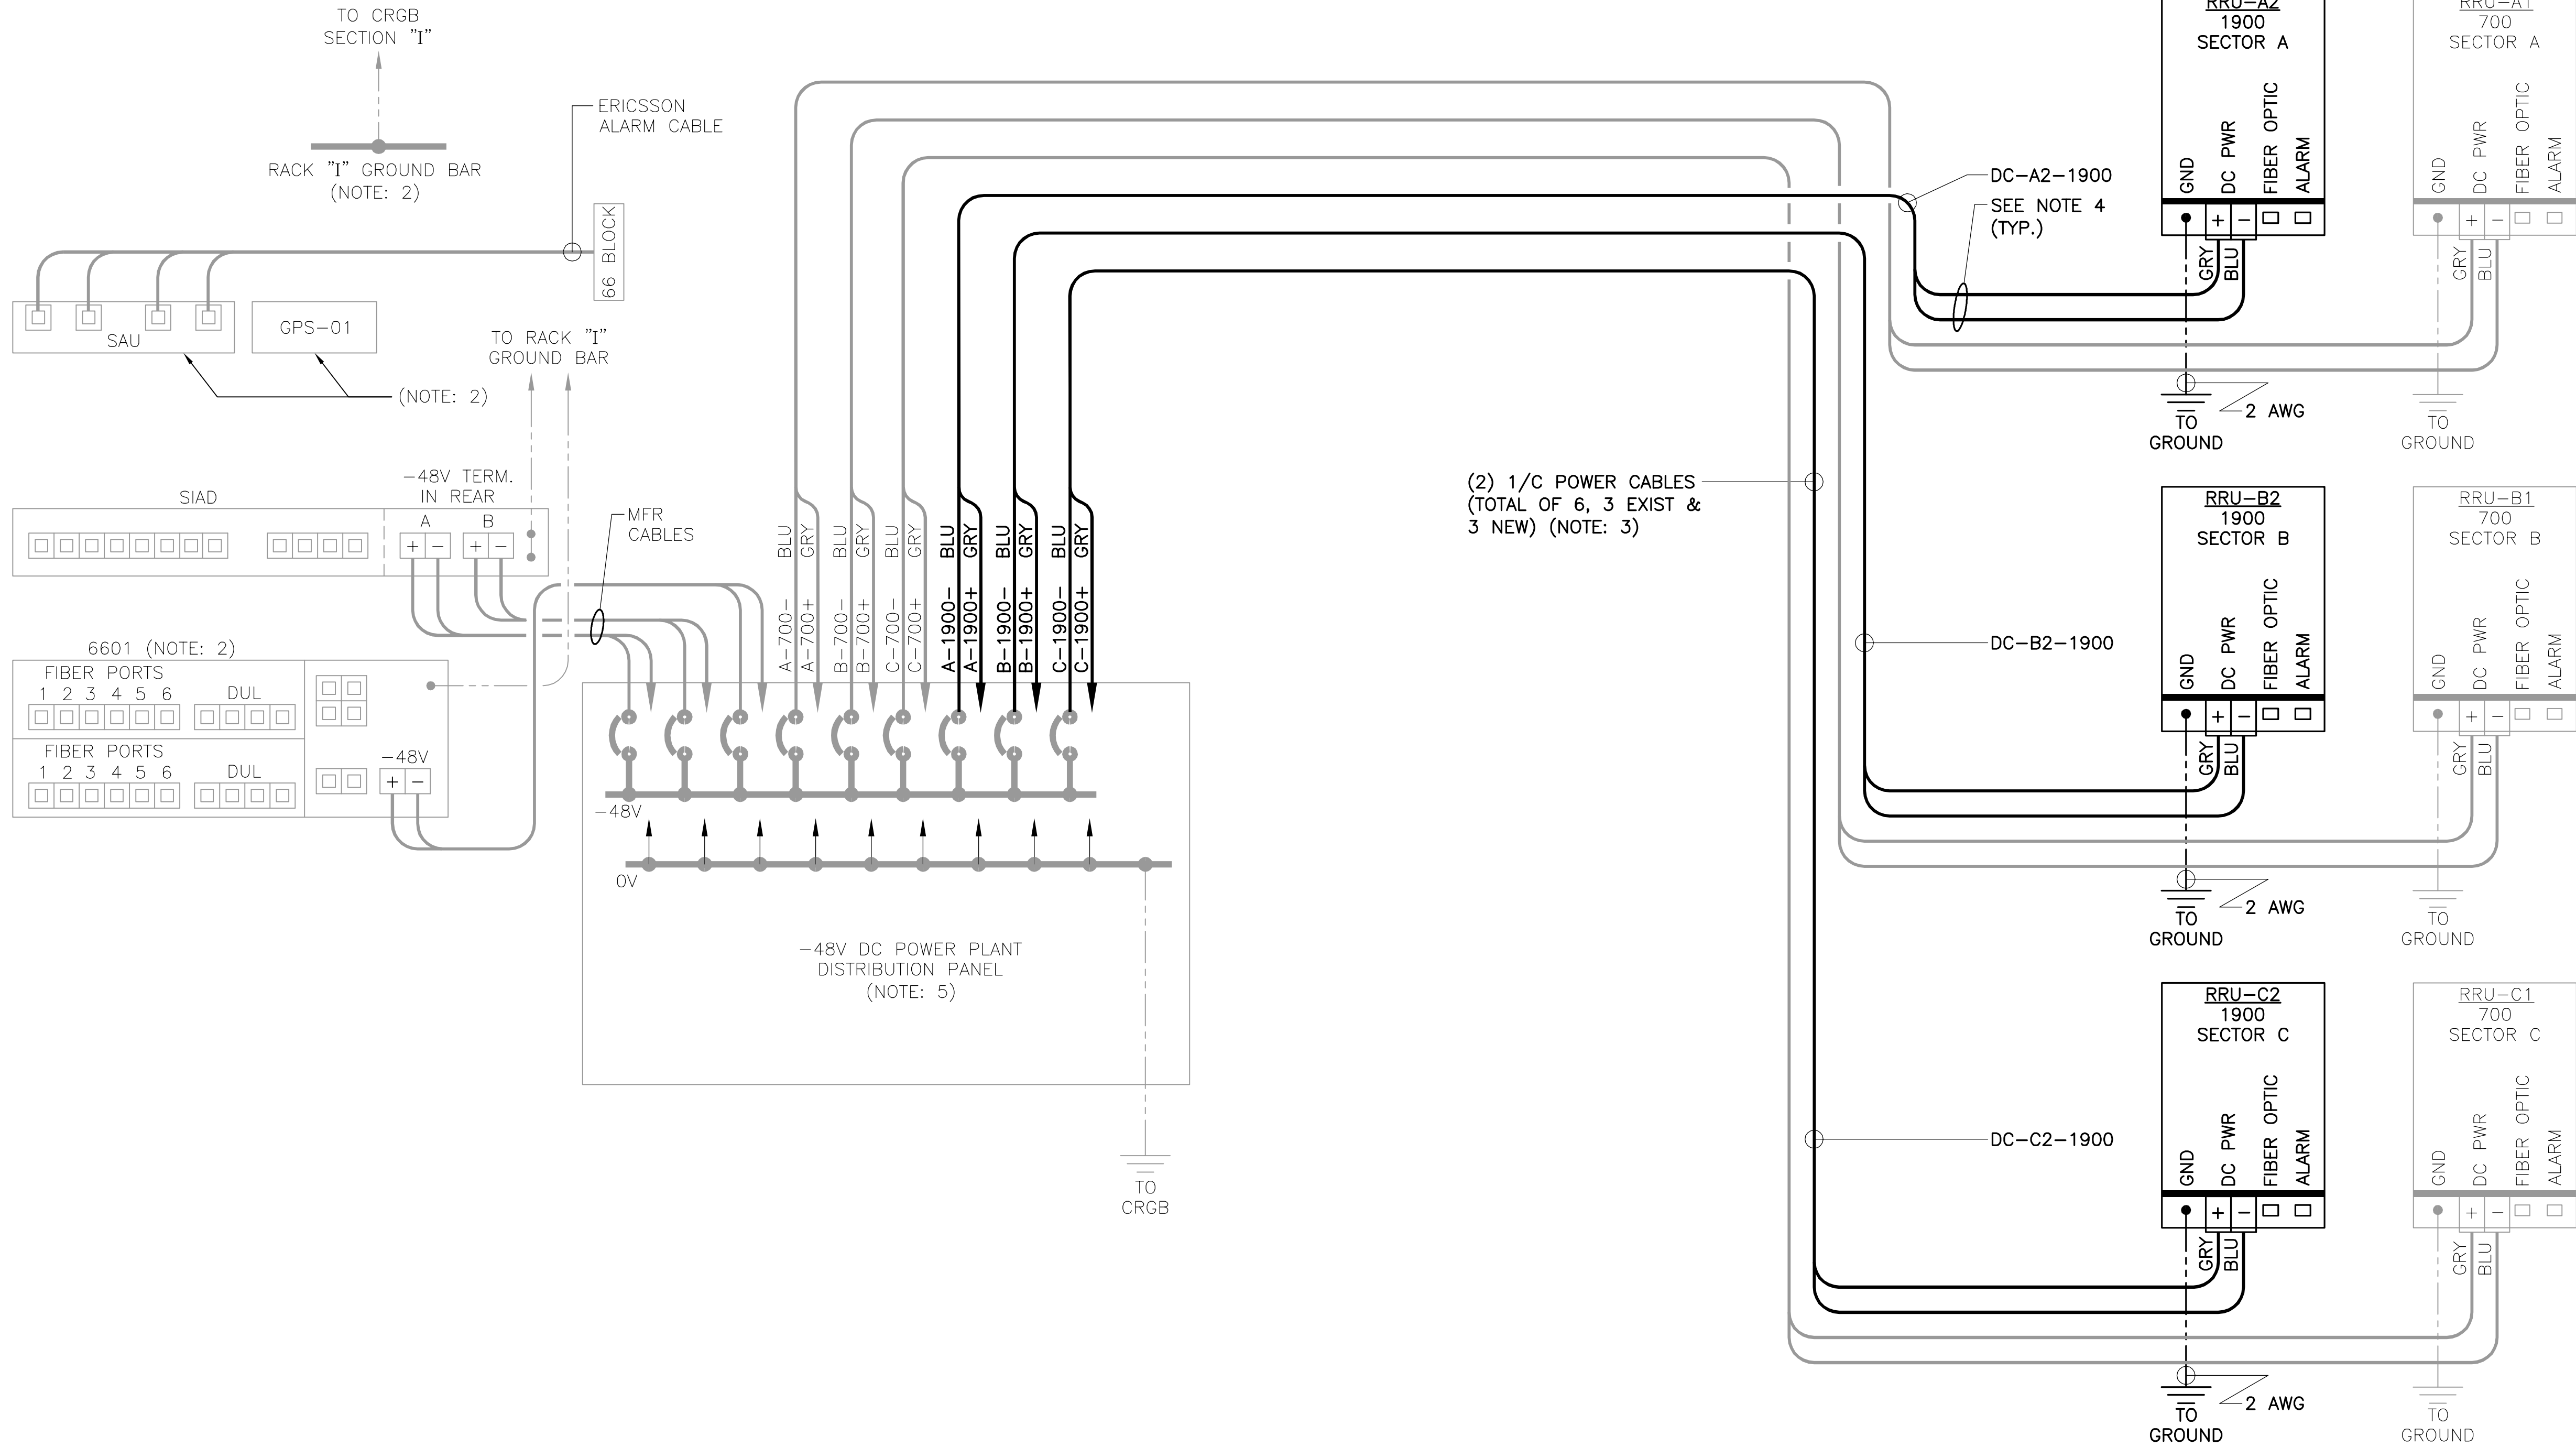 TO CRGB
SECTION "I"
RACK "I" GROUND BAR
(NOTE: 2)
ERICSSON
ALARM CABLE
66 BLOCK
SAU
GPS-01
(NOTE: 2)
TO RACK "I"
GROUND BAR
SIAD
-48V TERM.
IN REAR
A
B
+ -
+ -
MFR
CABLES
6601 (NOTE: 2)
FIBER PORTS
1 2 3 4 5 6
DUL
FIBER PORTS
1 2 3 4 5 6
DUL
-48V
+ -
A-700- BLU
A-700+ GRY
B-700- BLU
B-700+ GRY
C-700- BLU
C-700+ GRY
A-1900- BLU
A-1900+ GRY
B-1900- BLU
B-1900+ GRY
C-1900- BLU
C-1900+ GRY
-48V
0V
-48V DC POWER PLANT
DISTRIBUTION PANEL
(NOTE: 5)
TO
CRGB
(2) 1/C POWER CABLES
(TOTAL OF 6, 3 EXIST &
3 NEW) (NOTE: 3)
DC-A2-1900
SEE NOTE 4
(TYP.)
DC-B2-1900
DC-C2-1900
RRU-A2
1900
SECTOR A
GND
DC PWR
FIBER OPTIC
ALARM
+ -
GRY
BLU
2 AWG
TO
GROUND
RRU-A1
700
SECTOR A
GND
DC PWR
FIBER OPTIC
ALARM
+ -
GRY
BLU
TO
GROUND
RRU-B2
1900
SECTOR B
GND
DC PWR
FIBER OPTIC
ALARM
+ -
GRY
BLU
2 AWG
TO
GROUND
RRU-B1
700
SECTOR B
GND
DC PWR
FIBER OPTIC
ALARM
+ -
GRY
BLU
TO
GROUND
RRU-C2
1900
SECTOR C
GND
DC PWR
FIBER OPTIC
ALARM
+ -
GRY
BLU
2 AWG
TO
GROUND
RRU-C1
700
SECTOR C
GND
DC PWR
FIBER OPTIC
ALARM
+ -
GRY
BLU
TO
GROUND